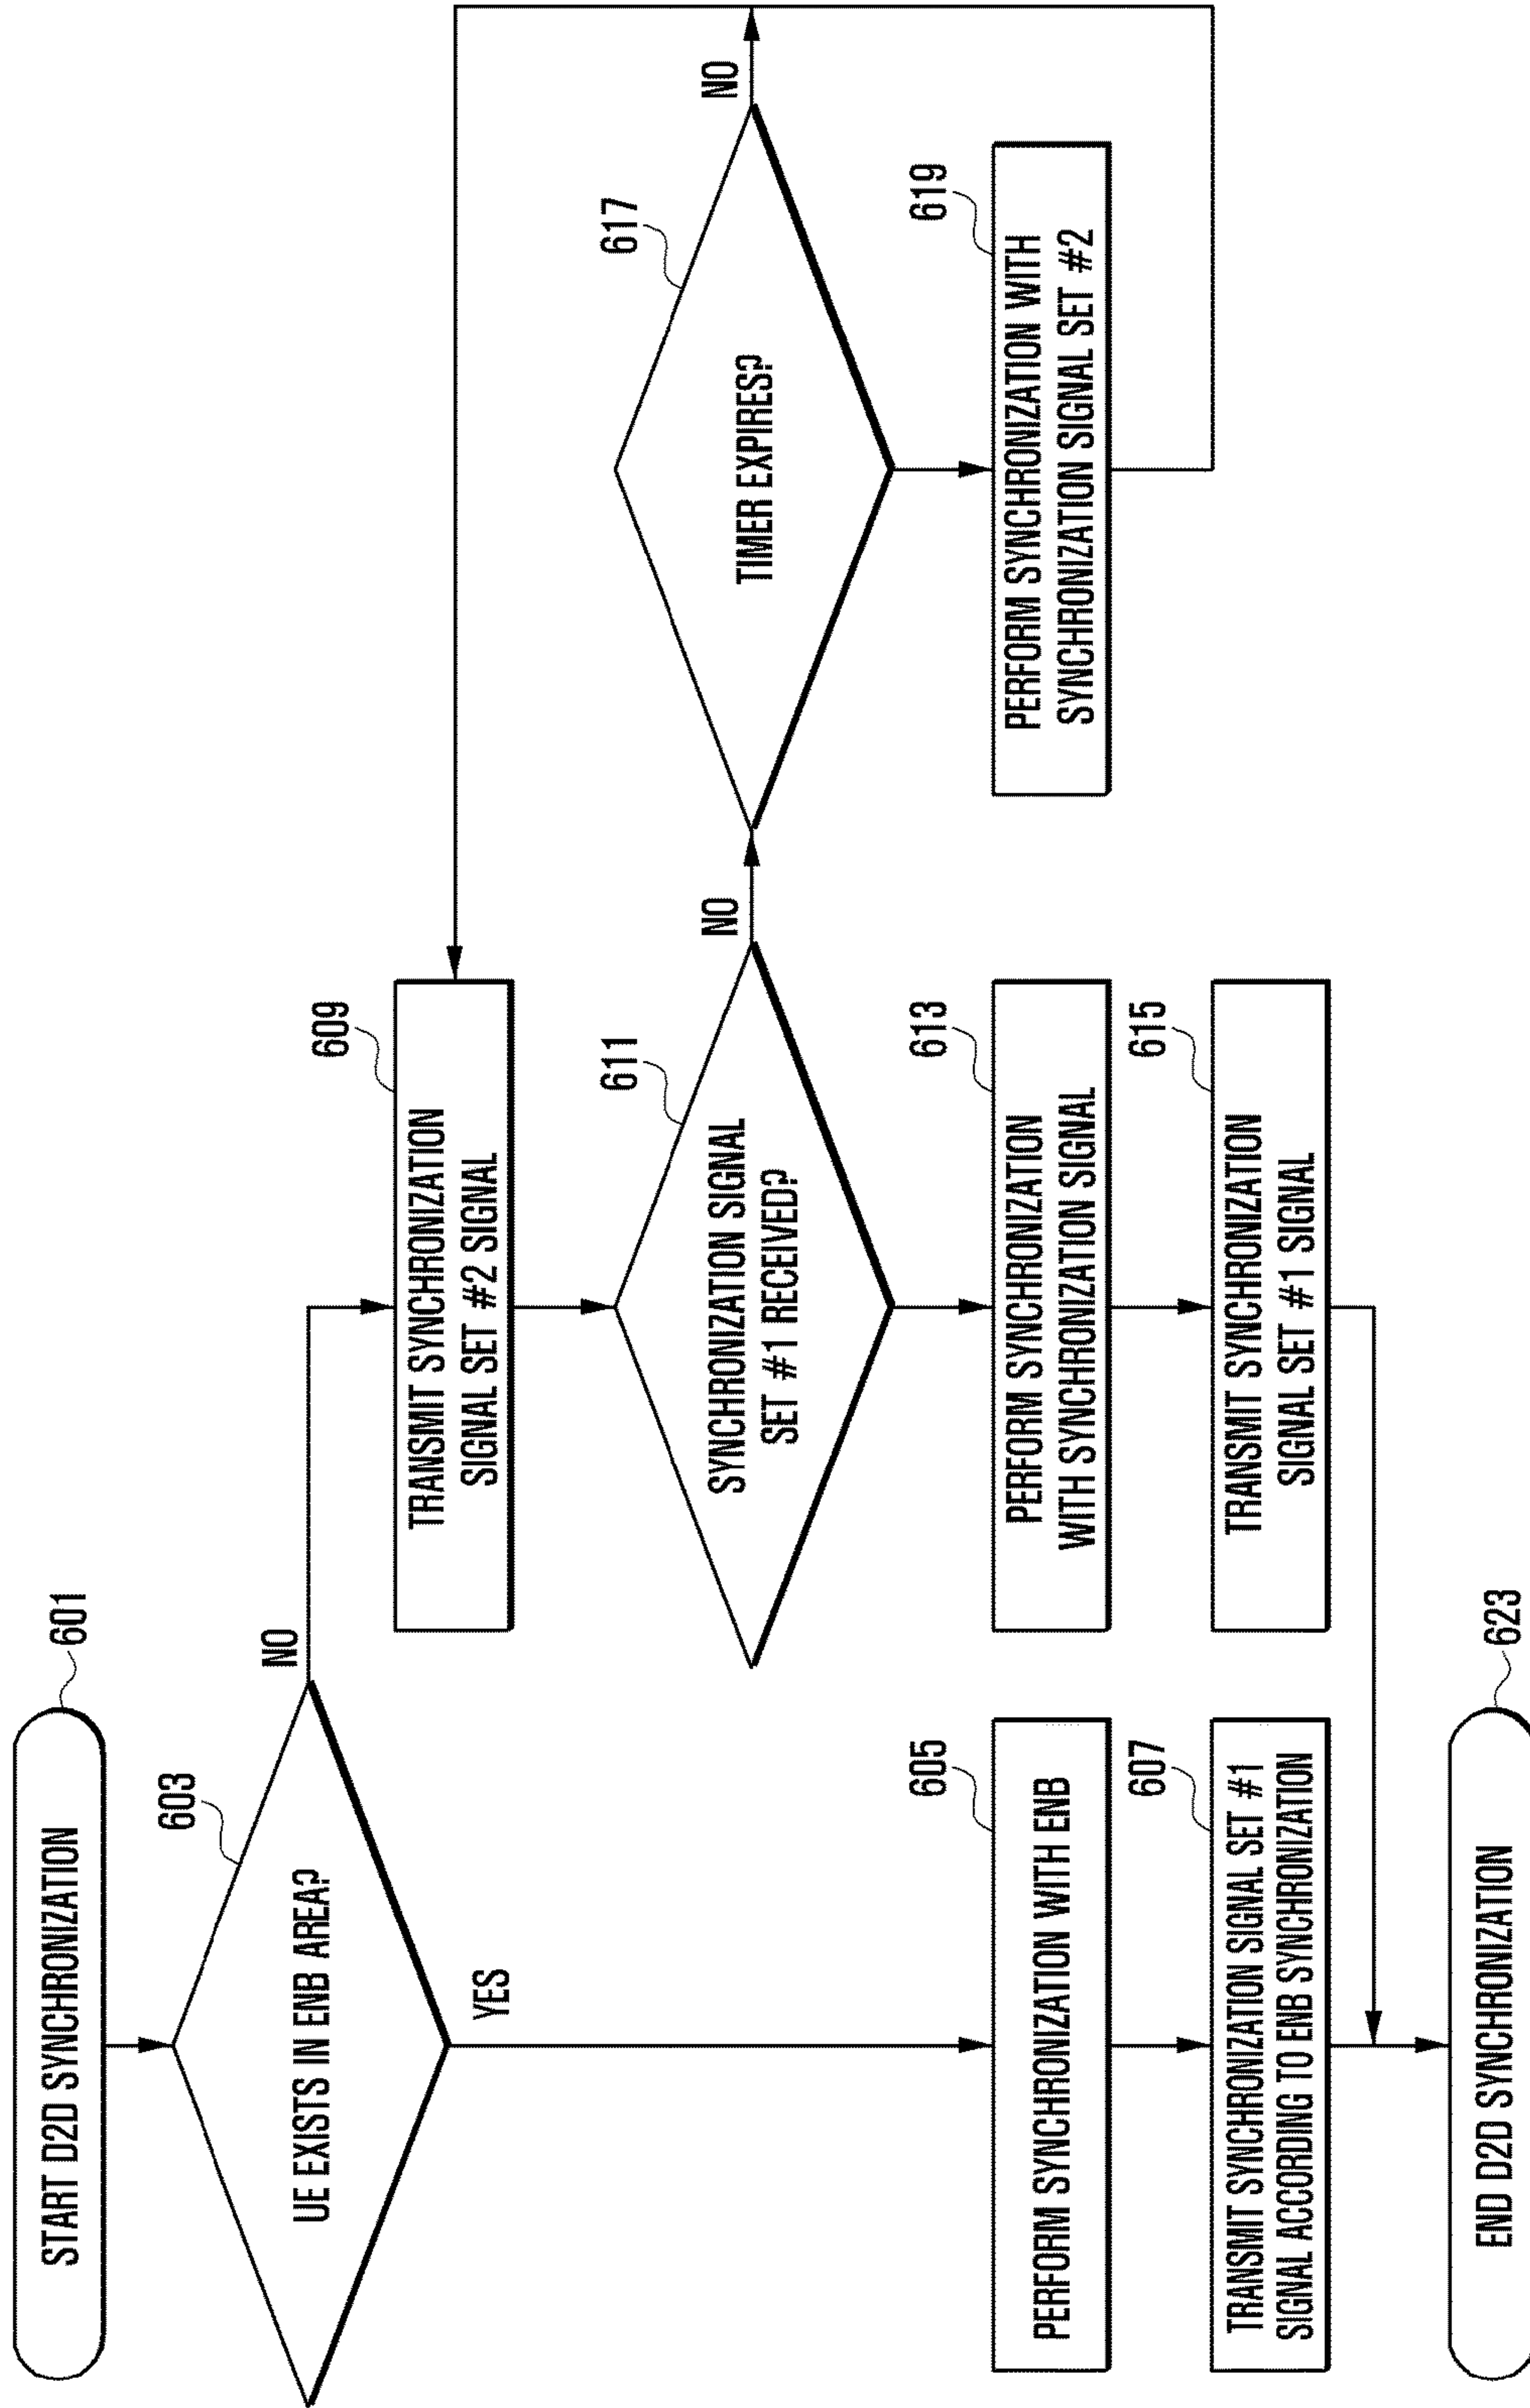 START D2D SYNCHRONIZATION
601
UE EXISTS IN ENB AREA?
603
NO
YES
PERFORM SYNCHRONIZATION WITH ENB
605
TRANSMIT SYNCHRONIZATION SIGNAL SET #1
SIGNAL ACCORDING TO ENB SYNCHRONIZATION
607
TRANSMIT SYNCHRONIZATION
SIGNAL SET #2 SIGNAL
609
SYNCHRONIZATION SIGNAL
SET #1 RECEIVED?
611
NO
PERFORM SYNCHRONIZATION
WITH SYNCHRONIZATION SIGNAL
613
TRANSMIT SYNCHRONIZATION
SIGNAL SET #1 SIGNAL
615
TIMER EXPIRES?
617
NO
PERFORM SYNCHRONIZATION WITH
SYNCHRONIZATION SIGNAL SET #2
619
END D2D SYNCHRONIZATION
623